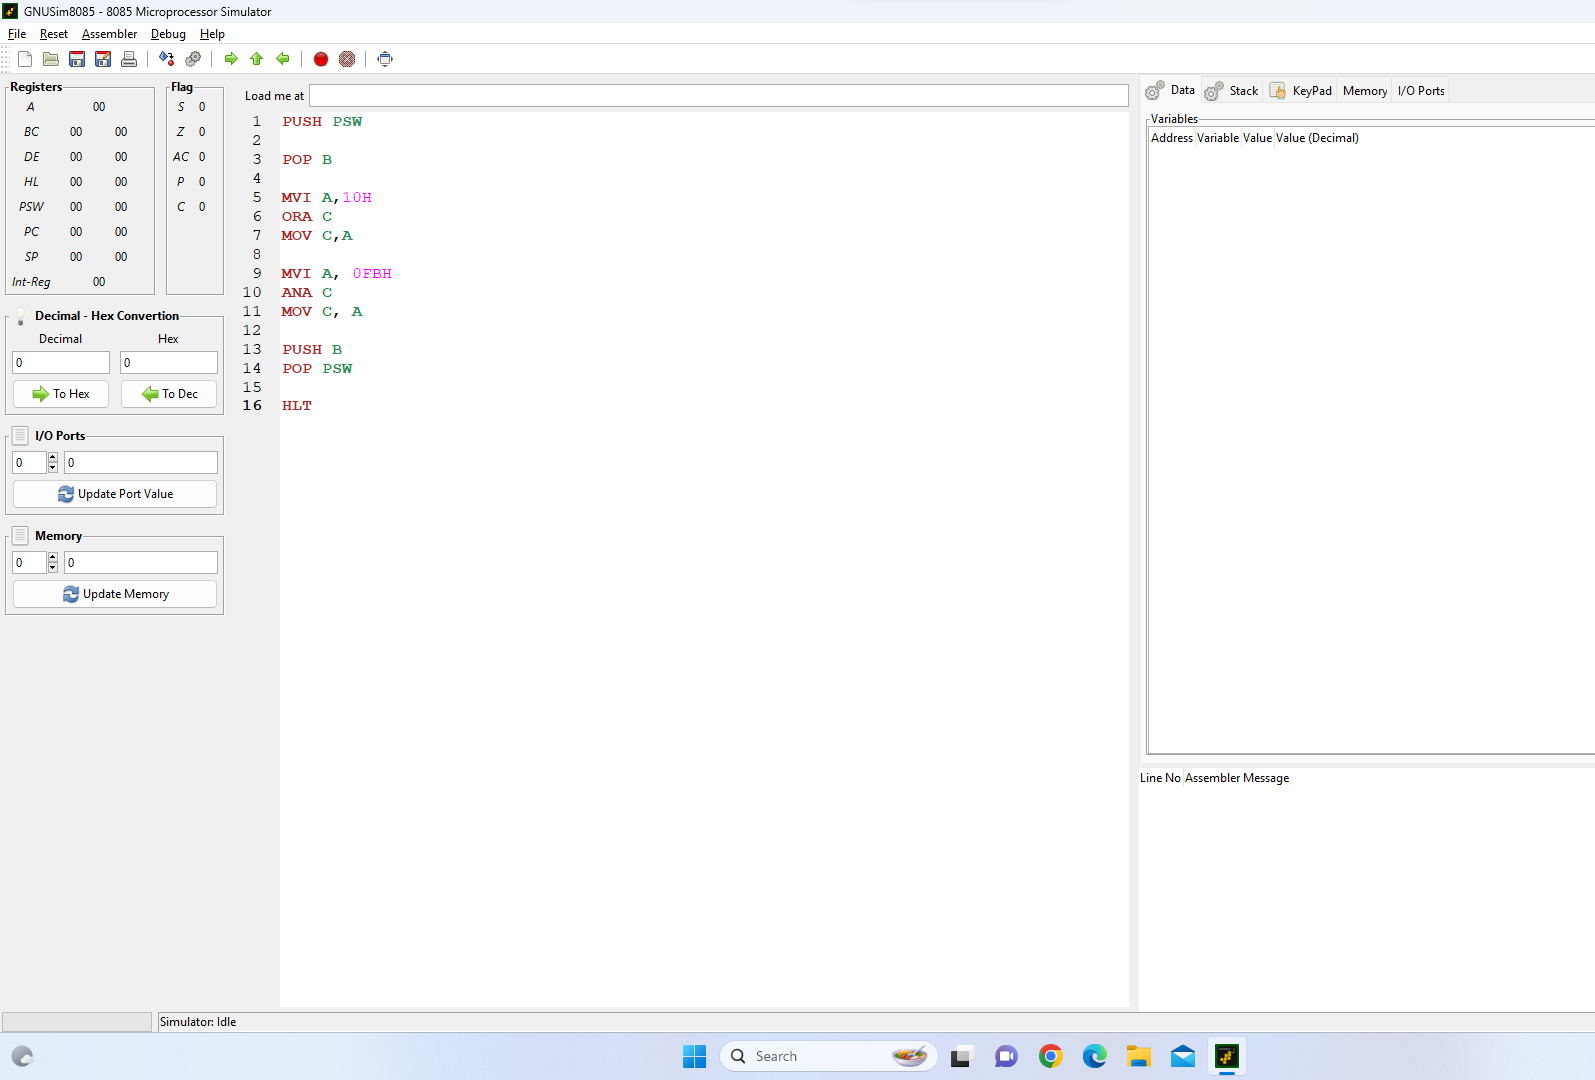 GNUSim8085 - 8085 Microprocessor Simulator
File Reset Assembler Debug Help
Registers
A 00
BC 00 00
DE 00 00
HL 00 00
PSW 00 00
PC 00 00
SP 00 00
Int-Reg 00
Flag
S 0
Z 0
AC 0
P 0
C 0
Decimal - Hex Convertion
Decimal Hex
0 0
To Hex To Dec
I/O Ports
0 0
Update Port Value
Memory
0 0
Update Memory
Load me at
1 PUSH PSW
2
3 POP B
4
5 MVI A,10H
6 ORA C
7 MOV C,A
8
9 MVI A, 0FBH
10 ANA C
11 MOV C, A
12
13 PUSH B
14 POP PSW
15
16 HLT
Data Stack KeyPad Memory I/O Ports
Variables
Address Variable Value Value (Decimal)
Line No Assembler Message
Simulator: Idle
Search